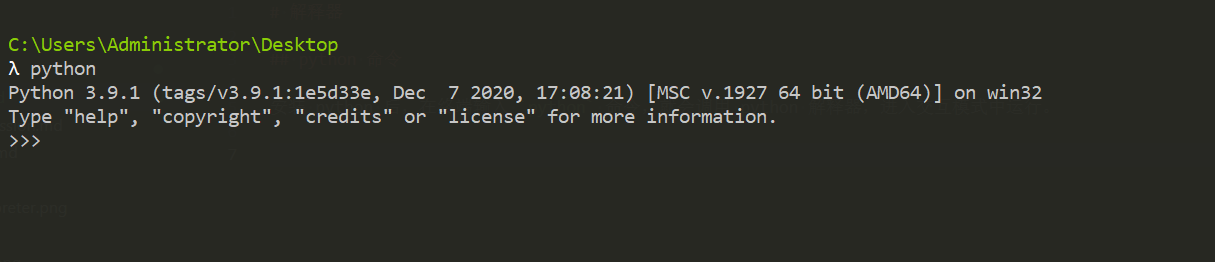 C:\Users\Administrator\Desktop
λ python
Python 3.9.1 (tags/v3.9.1:1e5d33e, Dec  7 2020, 17:08:21) [MSC v.1927 64 bit (AMD64)] on win32
Type "help", "copyright", "credits" or "license" for more information.
>>>